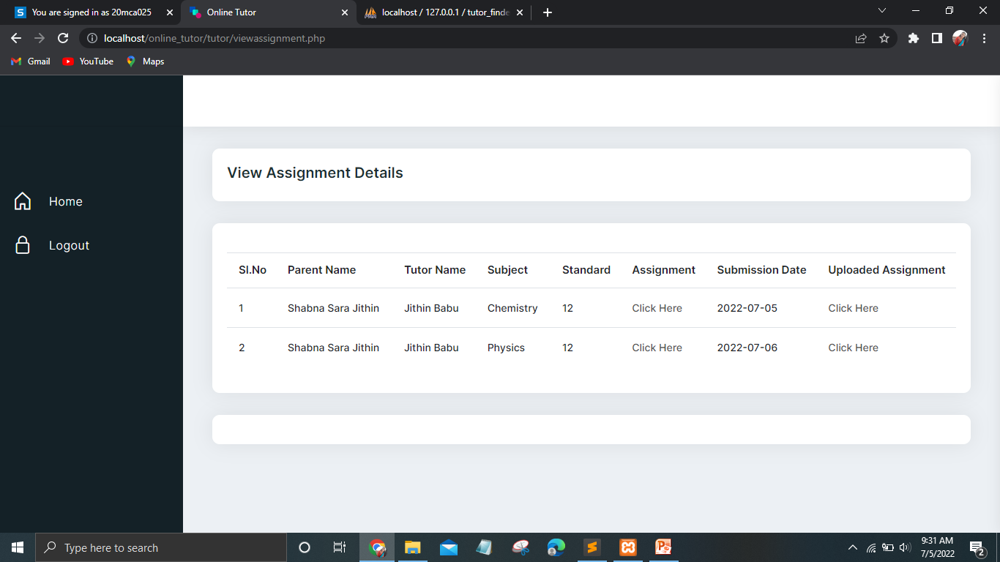 You are signed in as 20mca025
Online Tutor
localhost / 127.0.0.1 / tutor_finde
localhost/online_tutor/tutor/viewassignment.php
Gmail YouTube Maps
Home
Logout
View Assignment Details
Sl.No Parent Name Tutor Name Subject Standard Assignment Submission Date Uploaded Assignment
1 Shabna Sara Jithin Jithin Babu Chemistry 12 Click Here 2022-07-05 Click Here
2 Shabna Sara Jithin Jithin Babu Physics 12 Click Here 2022-07-06 Click Here
Type here to search
9:31 AM
7/5/2022
2